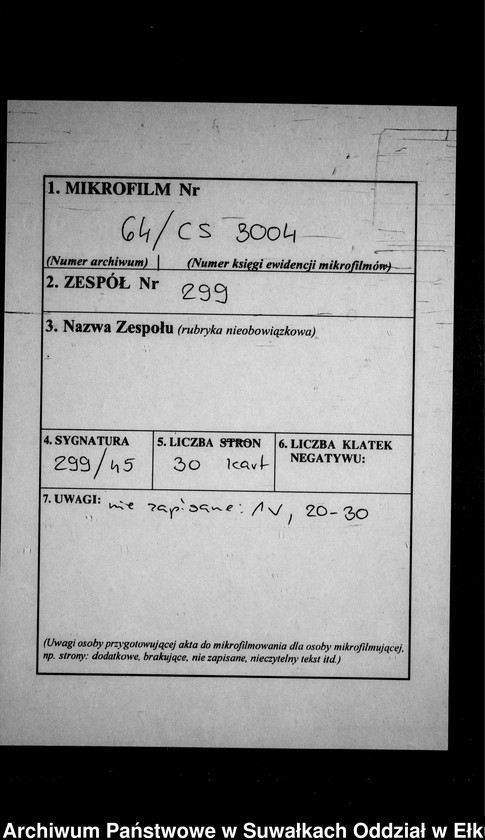 1. MIKROFILM Nr
64/CS 3004
(Numer archiwum) (Numer księgi ewidencji mikrofilmów)
2. ZESPÓŁ Nr 299
3. Nazwa Zespołu (rubryka nieobowiązkowa)
4. SYGNATURA 5. LICZBA STRON 6. LICZBA KLATEK
NEGATYWU:
299/45 30 kart
7. UWAGI: nie zapisane: 1V, 20-30
(Uwagi osoby przygotowującej akta do mikrofilmowania dla osoby mikrofilmującej,
np. strony: dodatkowe, brakujące, nie zapisane, nieczytelny tekst itd.)
Archiwum Państwowe w Suwałkach Oddział w Ełk